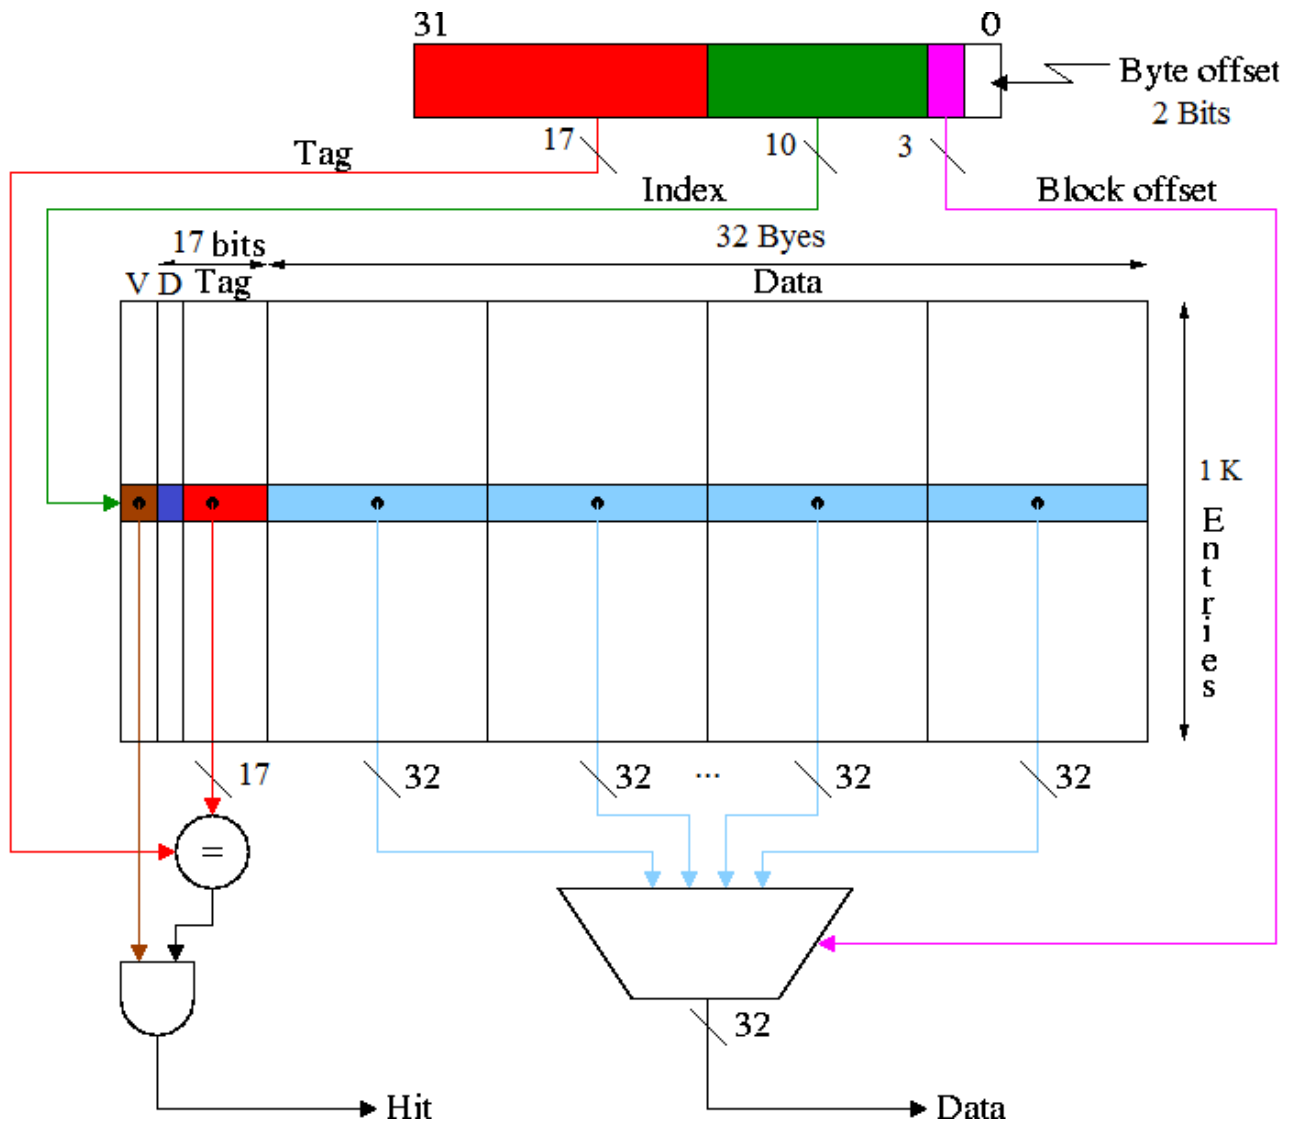 31 0
Byte offset
2 Bits
17 10 3
Tag
Index Block offset
17 bits 32 Byes
V D Tag Data
1 K
Entries
17 32 32 ... 32 32
=
32
Hit Data